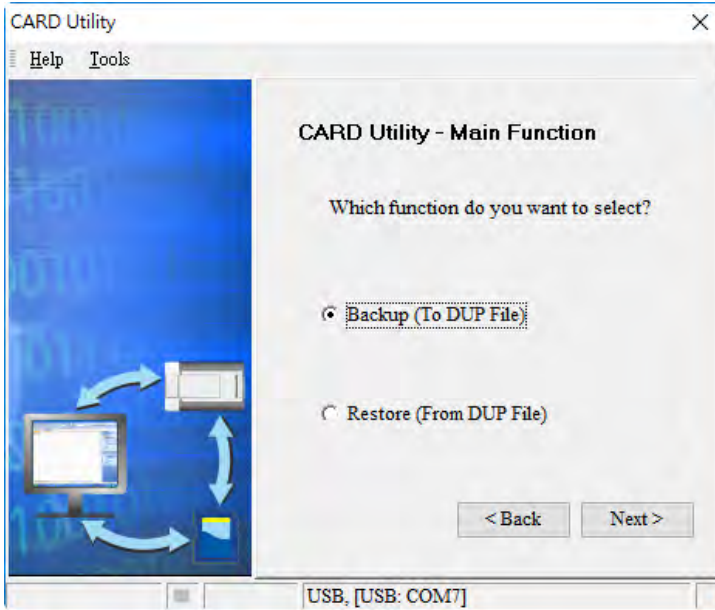 CARD Utility
Help Tools
CARD Utility - Main Function
Which function do you want to select?
Backup (To DUP File)
Restore (From DUP File)
< Back Next >
USB, [USB: COM7]